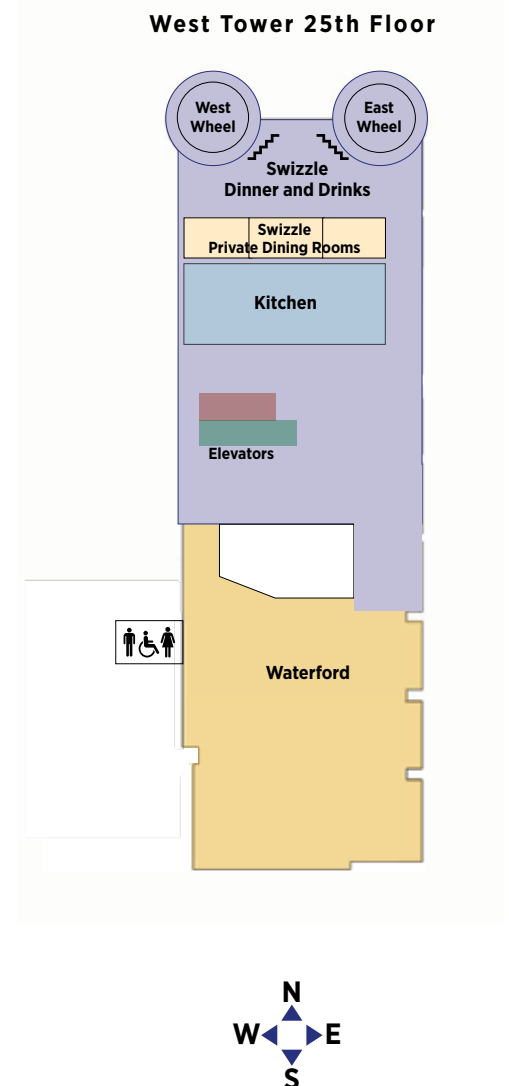 West Tower 25th Floor
West
Wheel
East
Wheel
Swizzle
Dinner and Drinks
Swizzle
Private Dining Rooms
Kitchen
Elevators
Waterford
N
W E
S